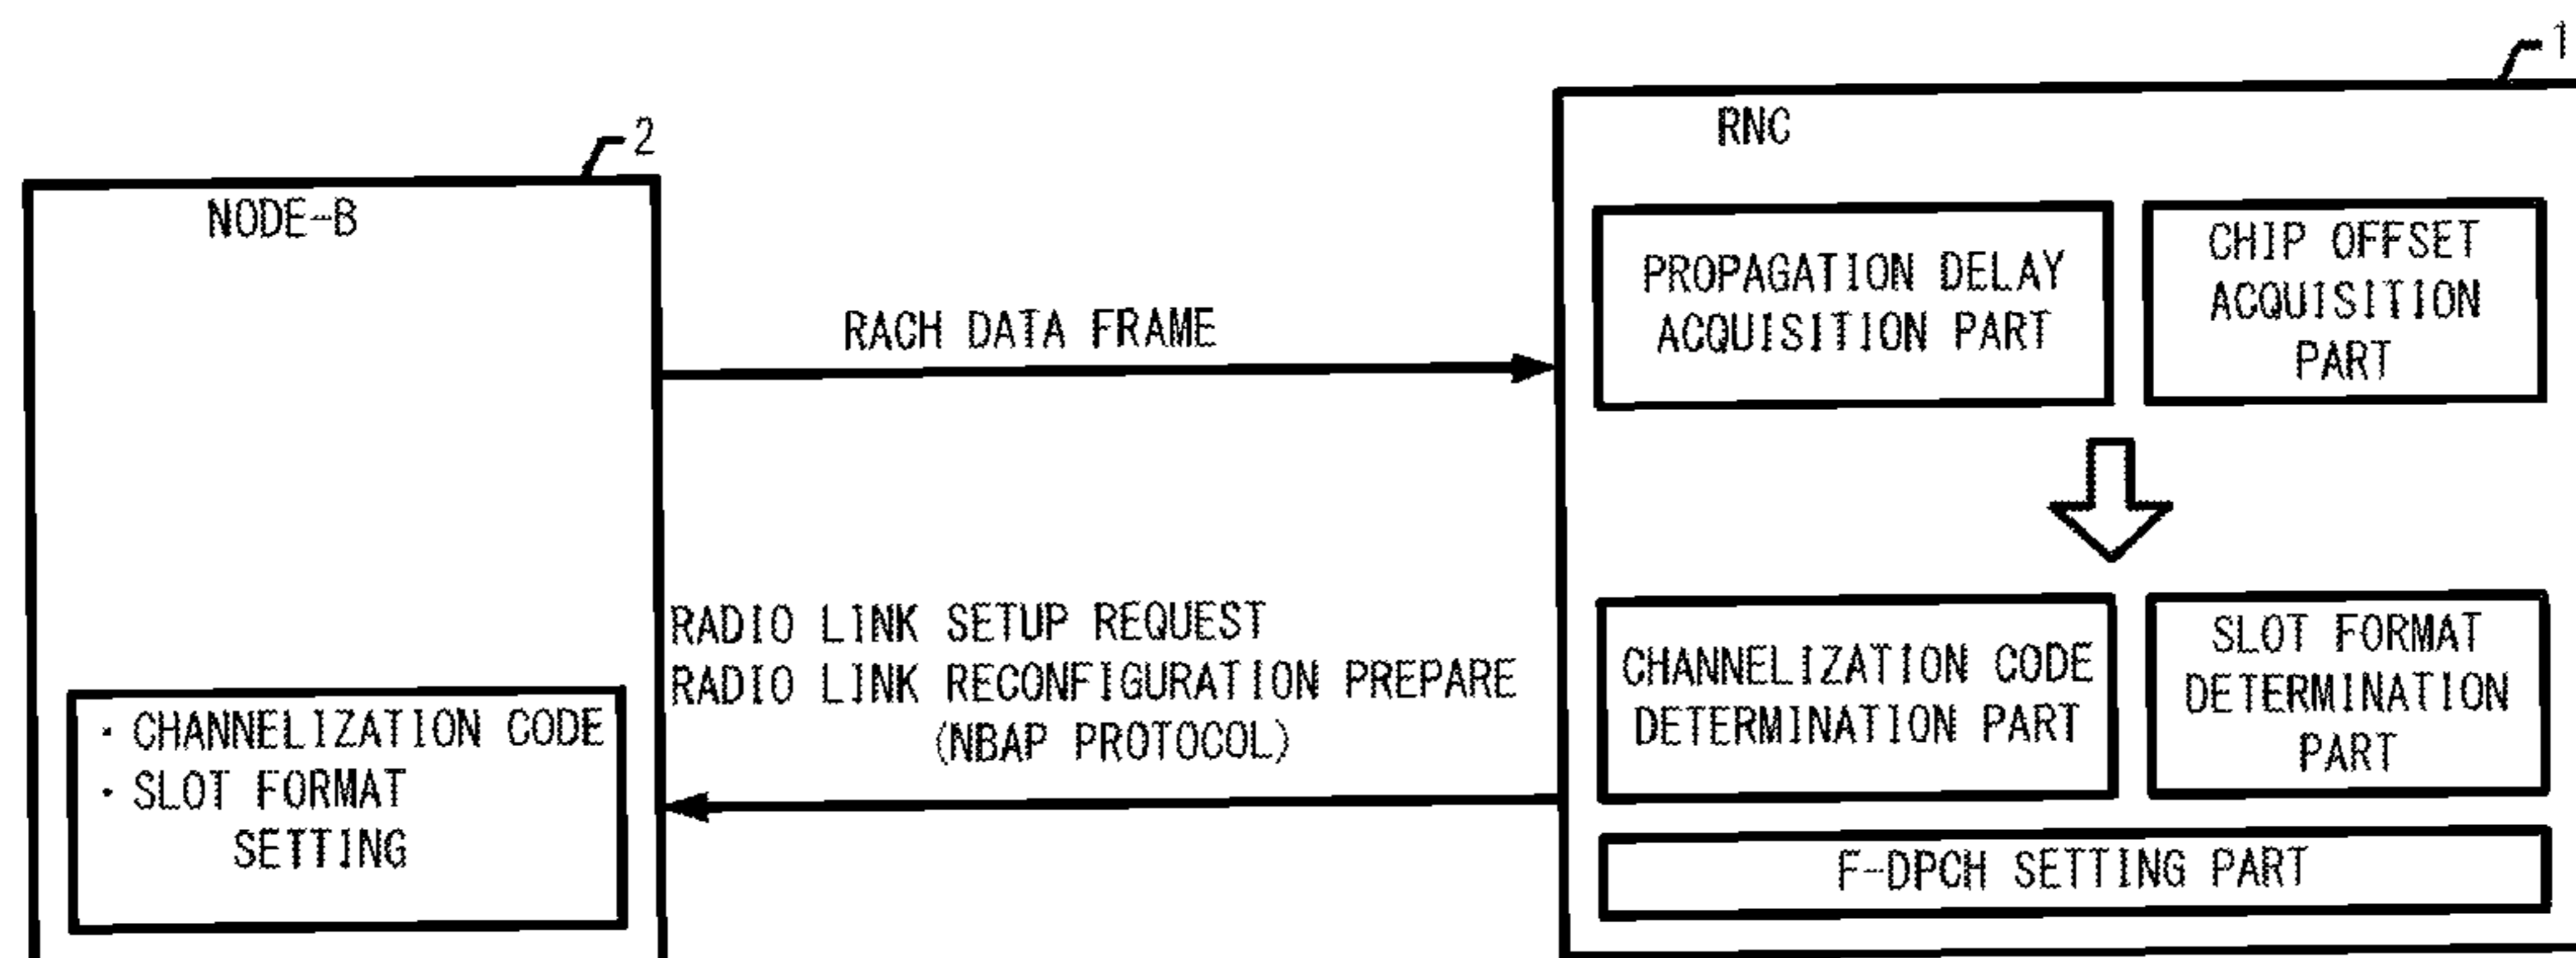 1
RNC
2
NODE-B
PROPAGATION DELAY
ACQUISITION PART
CHIP OFFSET
ACQUISITION
PART
RACH DATA FRAME
RADIO LINK SETUP REQUEST
RADIO LINK RECONFIGURATION PREPARE
(NBAP PROTOCOL)
CHANNELIZATION CODE
DETERMINATION PART
SLOT FORMAT
DETERMINATION
PART
· CHANNELIZATION CODE
· SLOT FORMAT
SETTING
F-DPCH SETTING PART